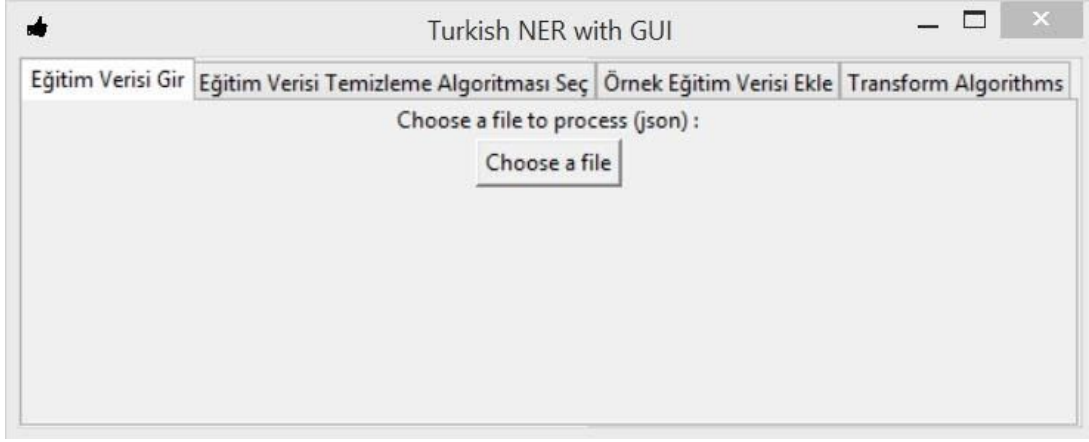 Turkish NER with GUI
Eğitim Verisi Gir Eğitim Verisi Temizleme Algoritması Seç Örnek Eğitim Verisi Ekle Transform Algorithms
Choose a file to process (json) :
Choose a file